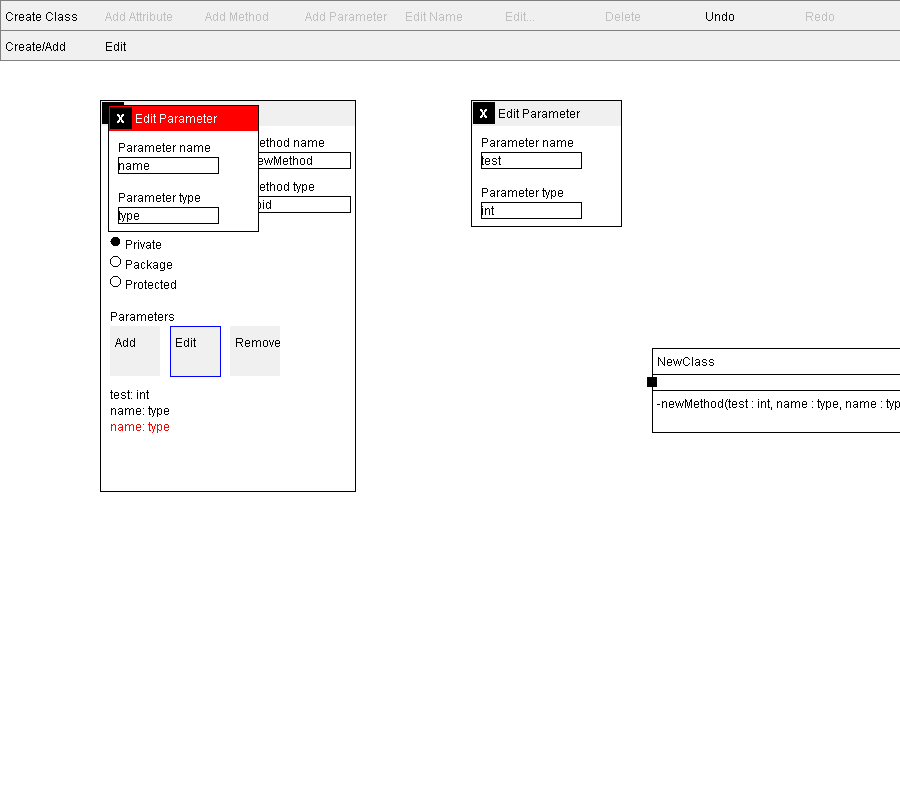 Create Class Add Attribute Add Method Add Parameter Edit Name Edit... Delete Undo Redo
Create/Add Edit
X Edit Parameter
Parameter name
name
Parameter type
type
ethod name
ewMethod
ethod type
oid
Private
Package
Protected
Parameters
Add Edit Remove
test: int
name: type
name: type
X Edit Parameter
Parameter name
test
Parameter type
int
NewClass
-newMethod(test : int, name : type, name : typ